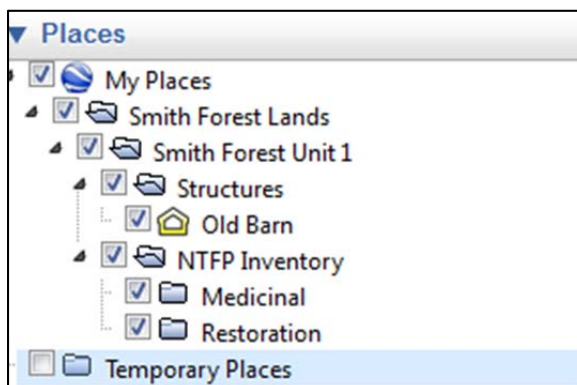 Places
My Places
Smith Forest Lands
Smith Forest Unit 1
Structures
Old Barn
NTFP Inventory
Medicinal
Restoration
Temporary Places